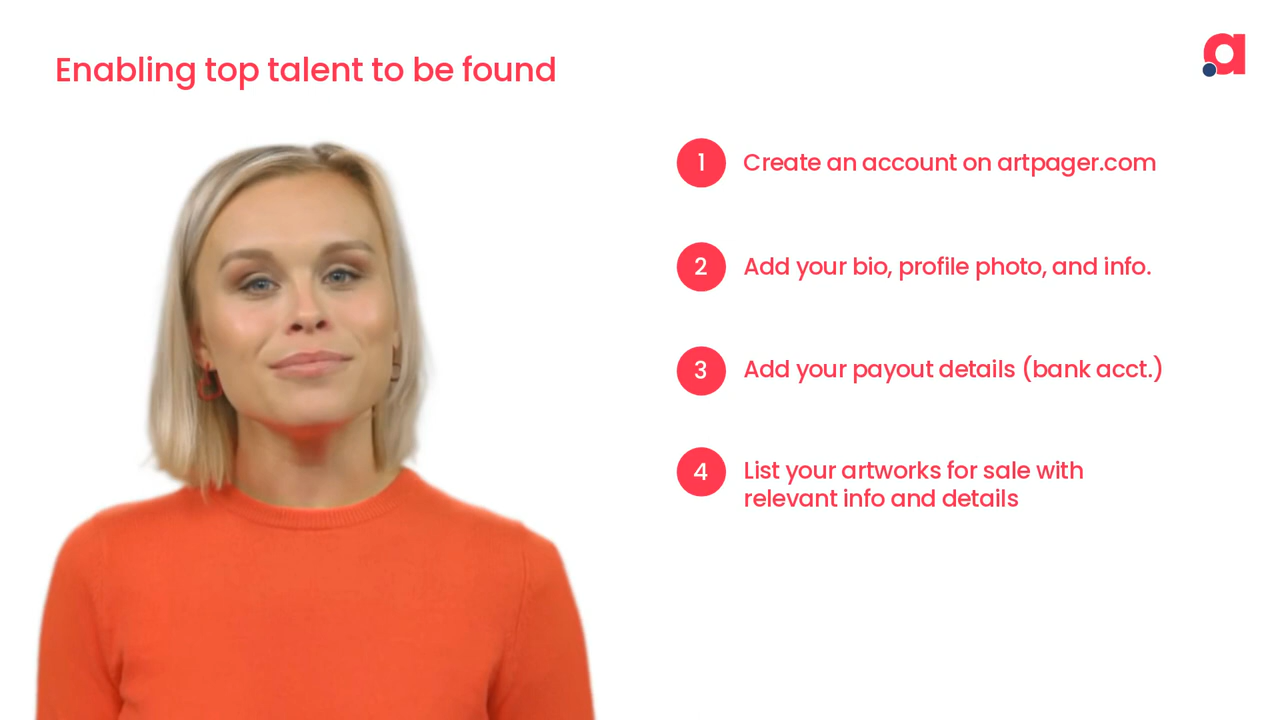 Enabling top talent to be found
a
1 Create an account on artpager.com
2 Add your bio, profile photo, and info.
3 Add your payout details (bank acct.)
4 List your artworks for sale with
relevant info and details